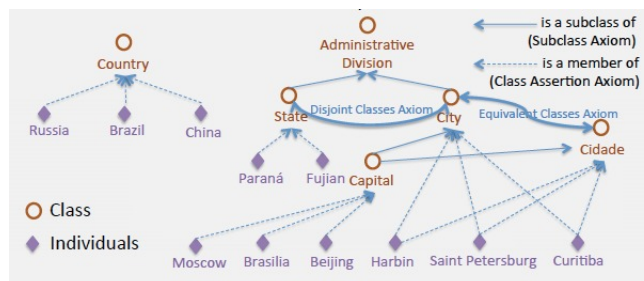 is a subclass of
(Subclass Axiom)
Administrative
Division
Country
is a member of
(Class Assertion Axiom)
Disjoint Classes Axiom
Equivalent Classes Axiom
State
City
Russia
Brazil
China
Cidade
Paraná
Fujian
Capital
Class
Individuals
Moscow
Brasilia
Beijing
Harbin
Saint Petersburg
Curitiba